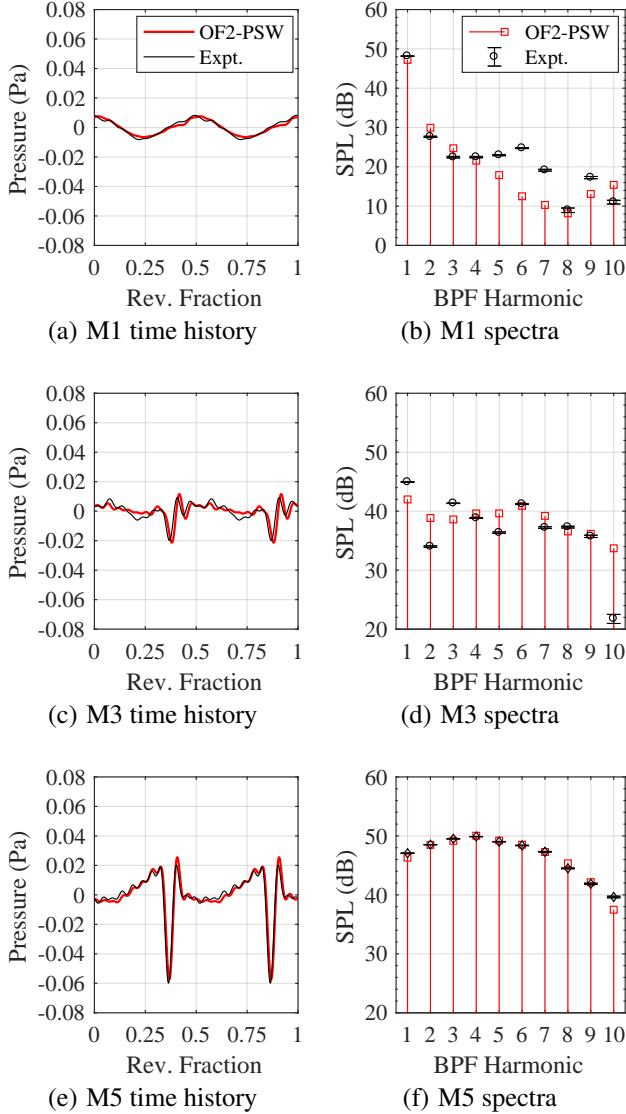 OF2-PSW
Expt.
Pressure (Pa)
0.08
0.06
0.04
0.02
0
-0.02
-0.04
-0.06
-0.08
0 0.25 0.5 0.75 1
Rev. Fraction
(a) M1 time history
OF2-PSW
Expt.
SPL (dB)
60
50
40
30
20
10
0
1 2 3 4 5 6 7 8 9 10
BPF Harmonic
(b) M1 spectra
Pressure (Pa)
0.08
0.06
0.04
0.02
0
-0.02
-0.04
-0.06
-0.08
0 0.25 0.5 0.75 1
Rev. Fraction
(c) M3 time history
SPL (dB)
60
50
40
30
20
1 2 3 4 5 6 7 8 9 10
BPF Harmonic
(d) M3 spectra
Pressure (Pa)
0.08
0.06
0.04
0.02
0
-0.02
-0.04
-0.06
-0.08
0 0.25 0.5 0.75 1
Rev. Fraction
(e) M5 time history
SPL (dB)
60
50
40
30
20
1 2 3 4 5 6 7 8 9 10
BPF Harmonic
(f) M5 spectra